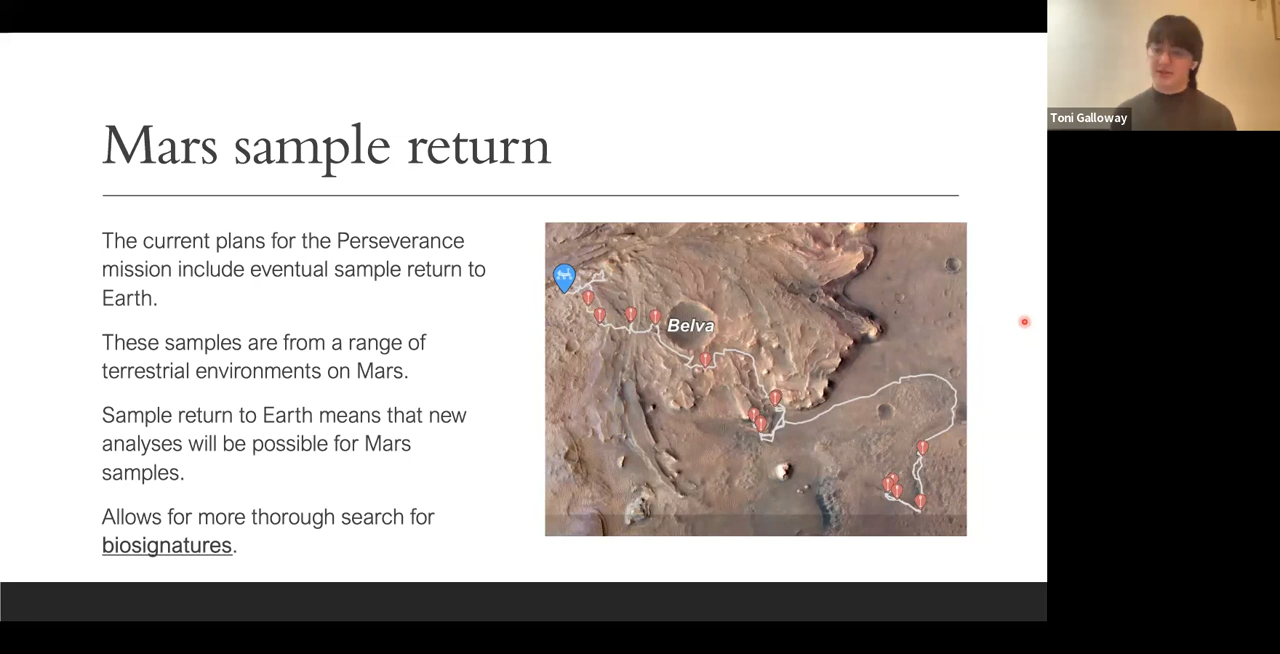 Mars sample return
The current plans for the Perseverance
mission include eventual sample return to
Earth.
These samples are from a range of
terrestrial environments on Mars.
Sample return to Earth means that new
analyses will be possible for Mars
samples.
Allows for more thorough search for
biosignatures.
Belva
Toni Galloway